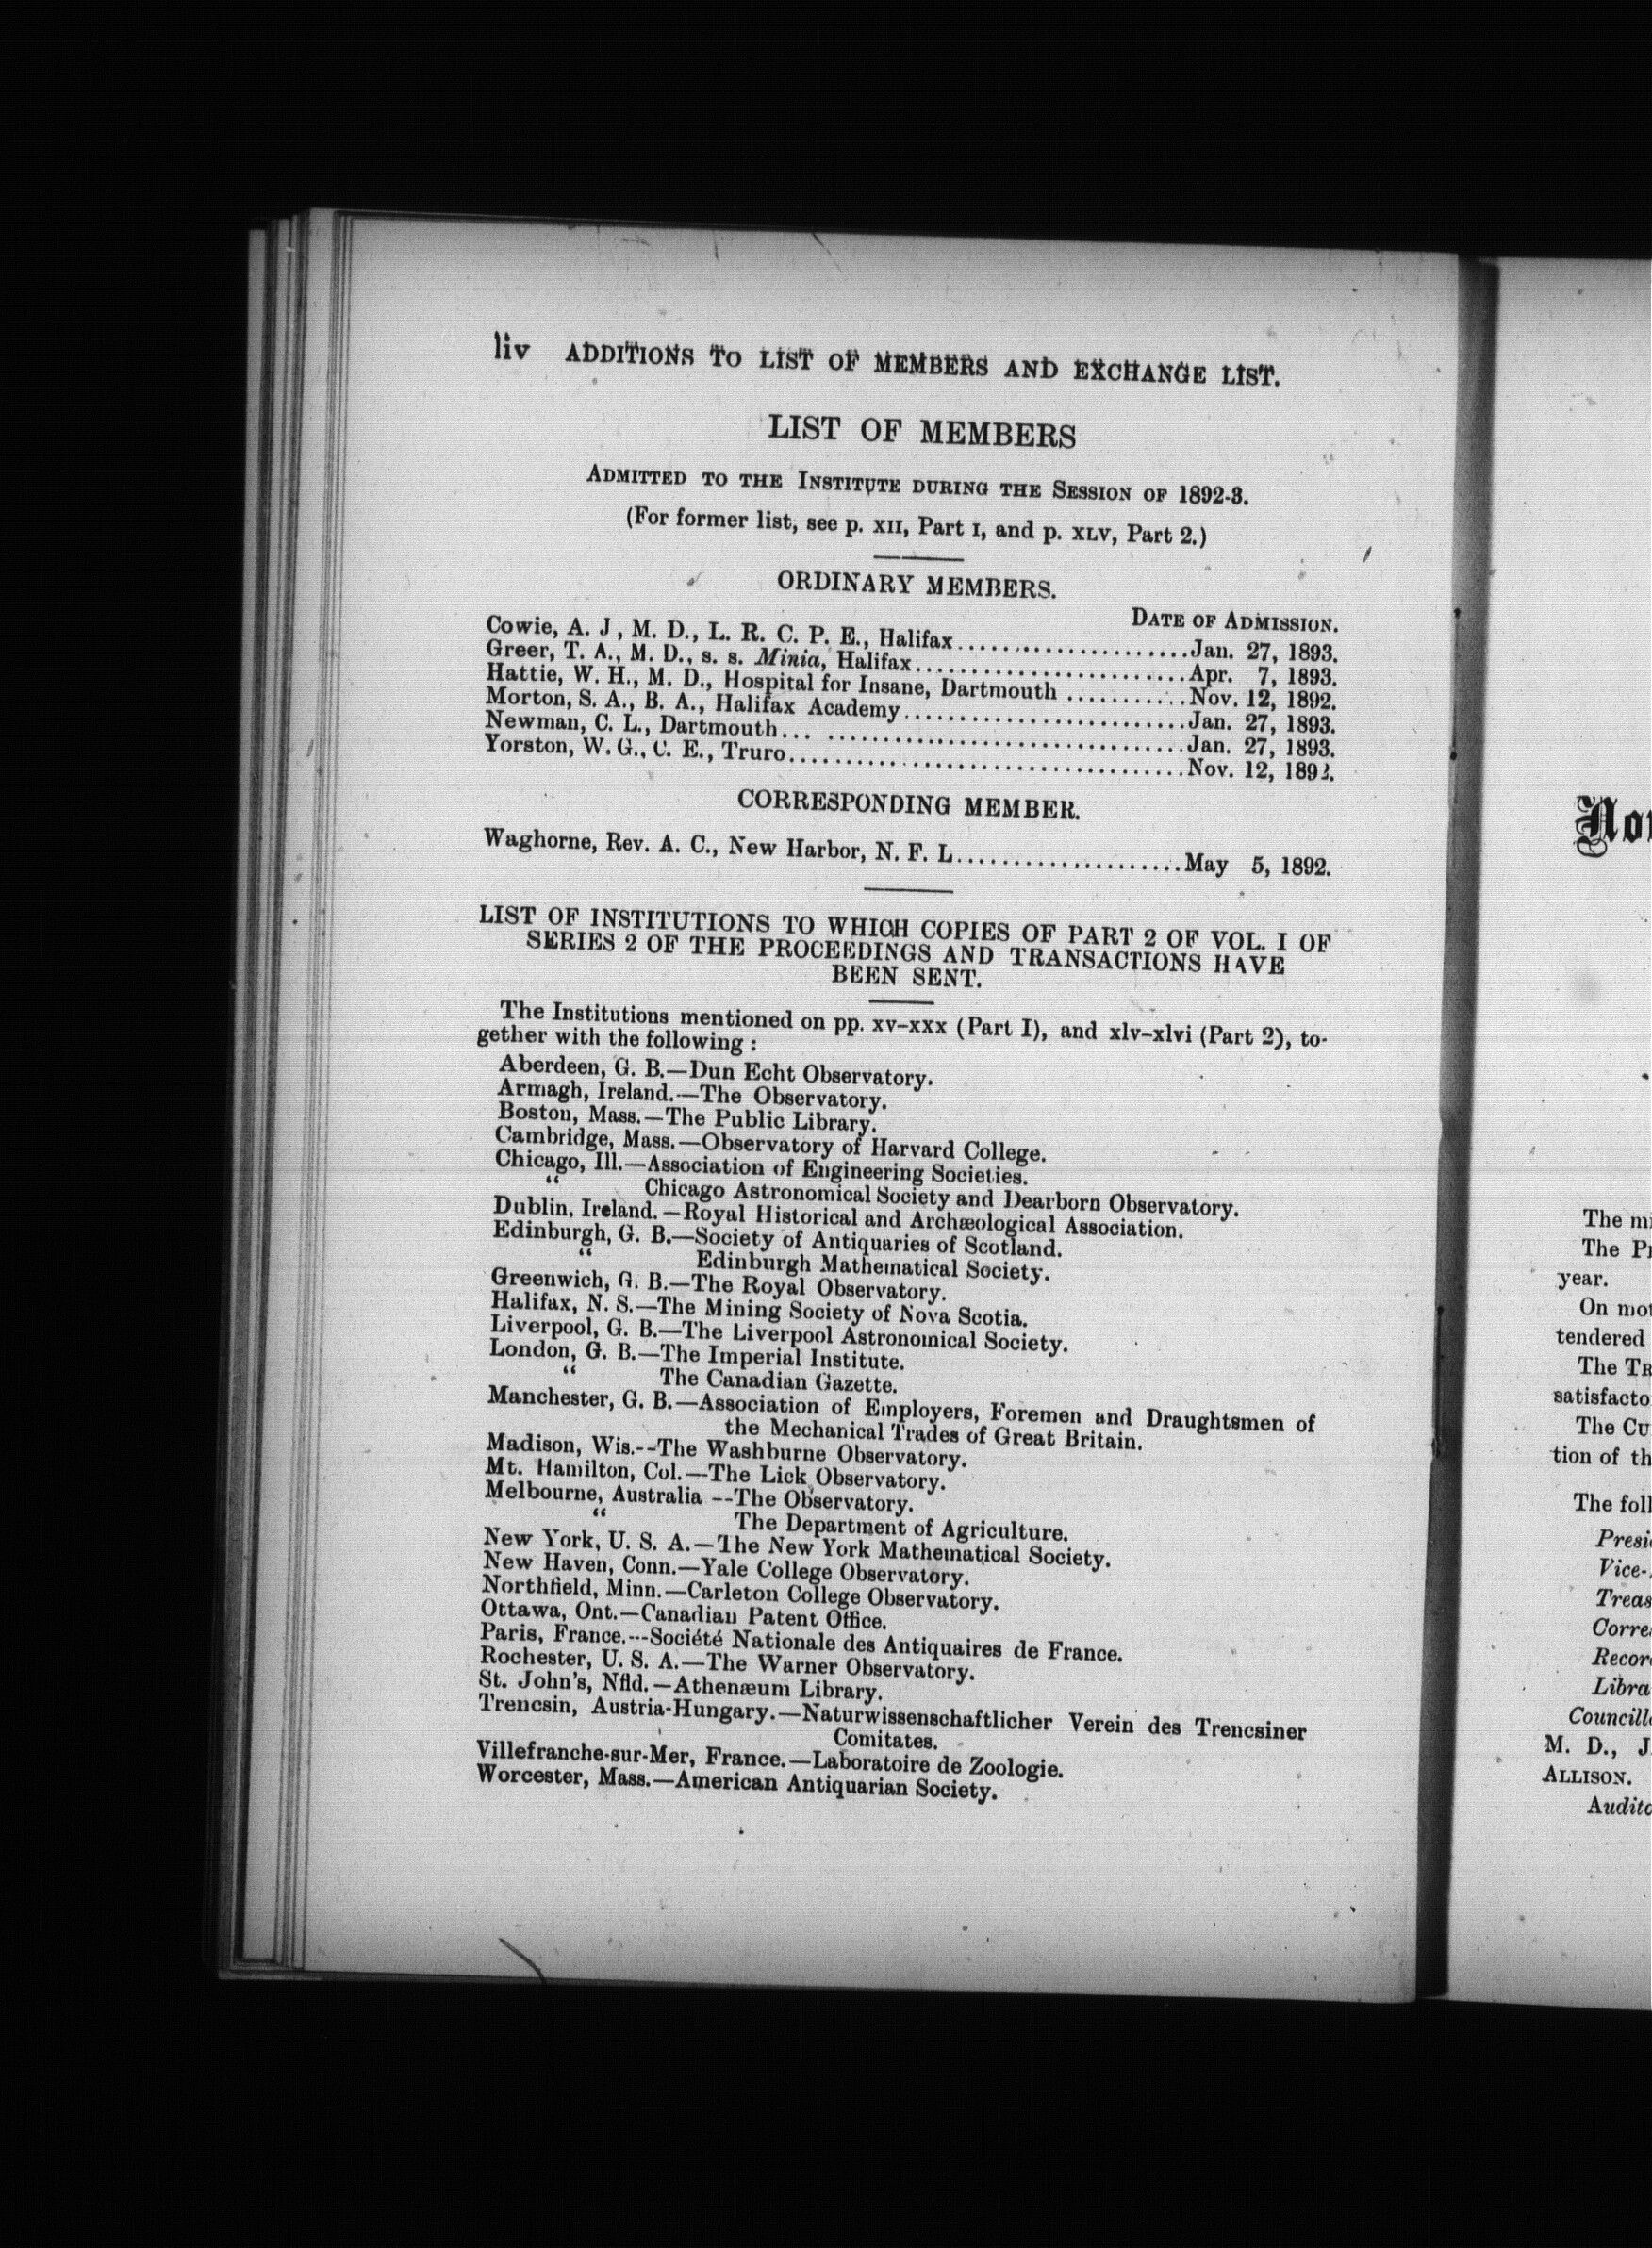 liv ADDITIONS TO LIST OF MEMBERS AND EXCHANGE LIST.
LIST OF MEMBERS
ADMITTED TO THE INSTITUTE DURING THE SESSION OF 1892-3.
(For former list, see p. XII, Part I, and p. XLV, Part 2.)
ORDINARY MEMBERS.
DATE OF ADMISSION.
Cowie, A. J, M. D., L. R. C. P. E., Halifax........................Jan. 27, 1893.
Greer, T. A., M. D., s. s. Minia, Halifax............................Apr. 7, 1893.
Hattie, W. H., M. D., Hospital for Insane, Dartmouth ............Nov. 12, 1892.
Morton, S. A., B. A., Halifax Academy.............................Jan. 27, 1893.
Newman, C. L., Dartmouth... ...................................Jan. 27, 1893.
Yorston, W. G., C. E., Truro.......................................Nov. 12, 1892.
CORRESPONDING MEMBER.
Waghorne, Rev. A. C., New Harbor, N. F. L.....................May 5, 1892.
LIST OF INSTITUTIONS TO WHICH COPIES OF PART 2 OF VOL. I OF
SERIES 2 OF THE PROCEEDINGS AND TRANSACTIONS HAVE
BEEN SENT.
The Institutions mentioned on pp. xv-xxx (Part I), and xlv-xlvi (Part 2), to-
gether with the following :
Aberdeen, G. B.—Dun Echt Observatory.
Armagh, Ireland.—The Observatory.
Boston, Mass.—The Public Library.
Cambridge, Mass.—Observatory of Harvard College.
Chicago, Ill.—Association of Engineering Societies.
“ Chicago Astronomical Society and Dearborn Observatory.
Dublin, Ireland.—Royal Historical and Archæological Association.
Edinburgh, G. B.—Society of Antiquaries of Scotland.
“ Edinburgh Mathematical Society.
Greenwich, G. B.—The Royal Observatory.
Halifax, N. S.—The Mining Society of Nova Scotia.
Liverpool, G. B.—The Liverpool Astronomical Society.
London, G. B.—The Imperial Institute.
“ The Canadian Gazette.
Manchester, G. B.—Association of Employers, Foremen and Draughtsmen of
the Mechanical Trades of Great Britain.
Madison, Wis.--The Washburne Observatory.
Mt. Hamilton, Col.—The Lick Observatory.
Melbourne, Australia --The Observatory.
“ The Department of Agriculture.
New York, U. S. A.—The New York Mathematical Society.
New Haven, Conn.—Yale College Observatory.
Northfield, Minn.—Carleton College Observatory.
Ottawa, Ont.—Canadian Patent Office.
Paris, France.---Société Nationale des Antiquaires de France.
Rochester, U. S. A.—The Warner Observatory.
St. John's, Nfld.—Athenæum Library.
Trencsin, Austria-Hungary.—Naturwissenschaftlicher Verein des Trencsiner
Comitates.
Villefranche-sur-Mer, France.—Laboratoire de Zoologie.
Worcester, Mass.—American Antiquarian Society.
The
The
year.
On
tendered
The
The
tion of
The
Vice-
M. D., J.
ALLISON.